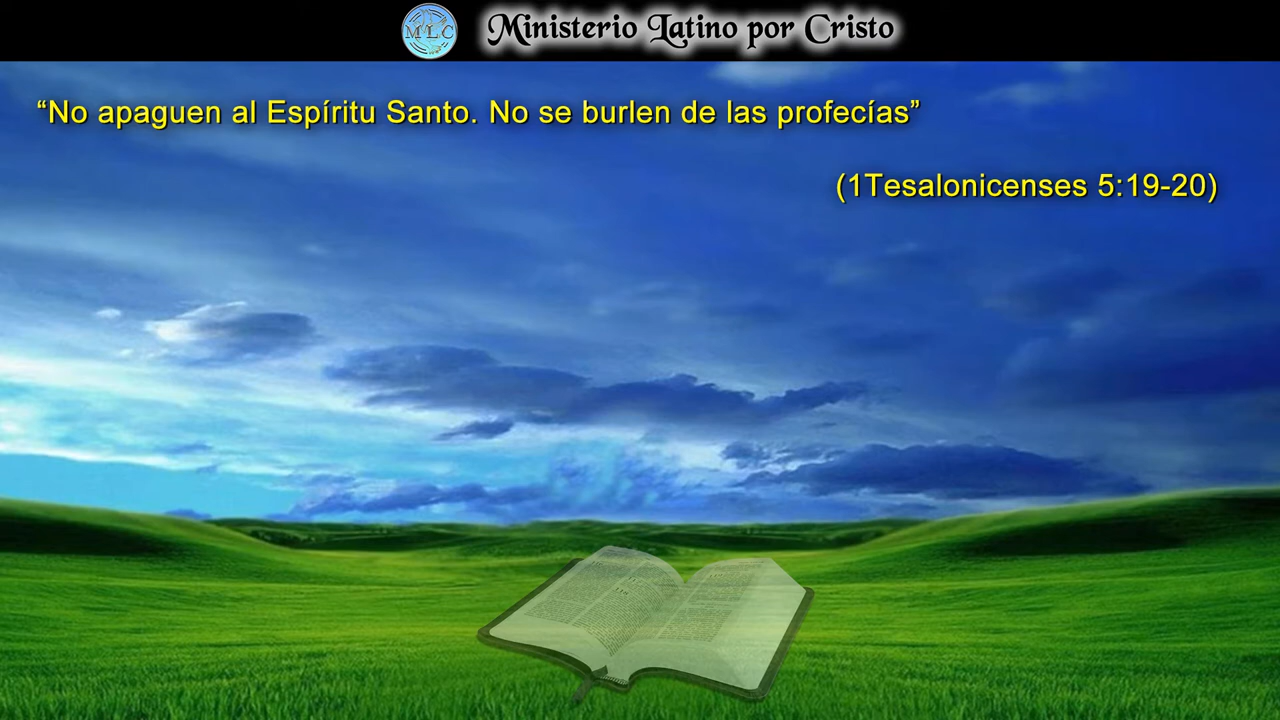 MLC
Ministerio Latino por Cristo
“No apaguen al Espíritu Santo. No se burlen de las profecías”
(1Tesalonicenses 5:19-20)